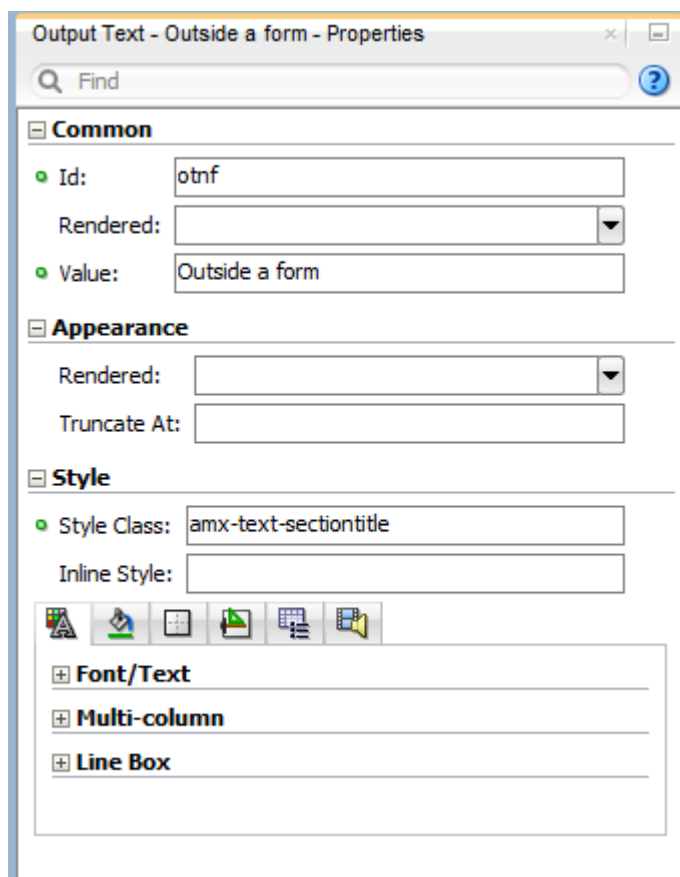 Output Text - Outside a form - Properties
Find
Common
Id: otnf
Rendered:
Value: Outside a form
Appearance
Rendered:
Truncate At:
Style
Style Class: amx-text-sectiontitle
Inline Style:
Font/Text
Multi-column
Line Box